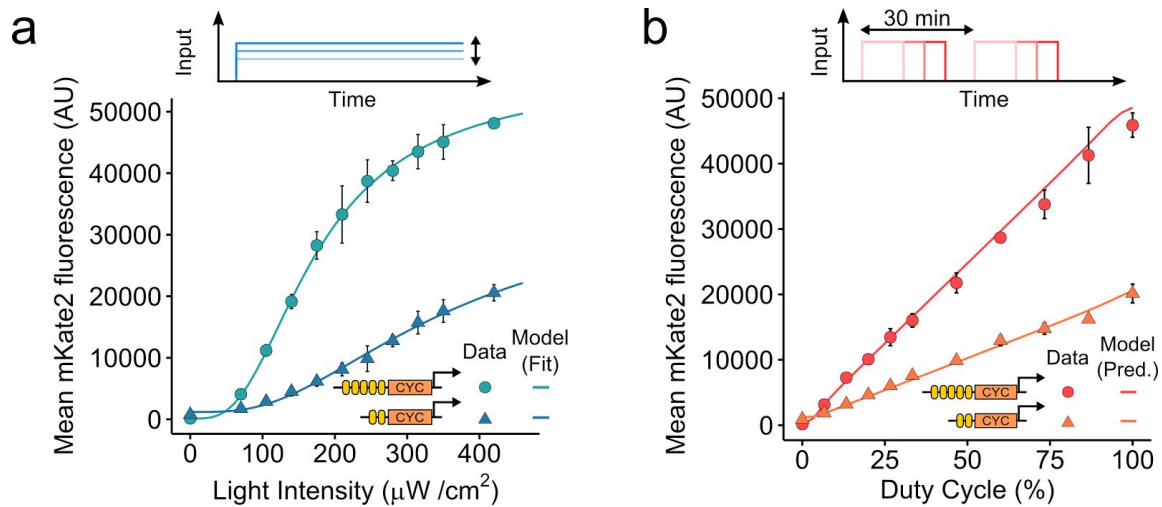 a
Input
Time
Mean mKate2 fluorescence (AU)
50000
40000
30000
20000
10000
0
0
100
200
300
400
Light Intensity (μW /cm²)
Data
Model
(Fit)
CYC
CYC
b
30 min
Input
Time
Mean mKate2 fluorescence (AU)
50000
40000
30000
20000
10000
0
0
25
50
75
100
Duty Cycle (%)
Data
Model
(Pred.)
CYC
CYC